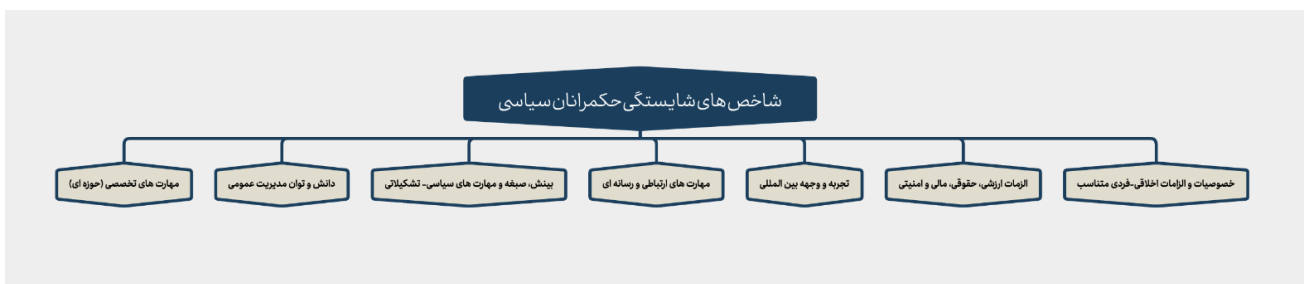 شاخص های شایستگی حکمرانان سیاسی
خصوصیات و الزامات اخلاقی-فردی متناسب
الزمات ارزشی، حقوقی، مالی و امنیتی
تجربه و وجهه بین المللی
مهارت های ارتباطی و رسانه ای
بینش، صبغه و مهارت های سیاسی- تشکیلاتی
دانش و توان مدیریت عمومی
مهارت های تخصصی (حوزه ای)